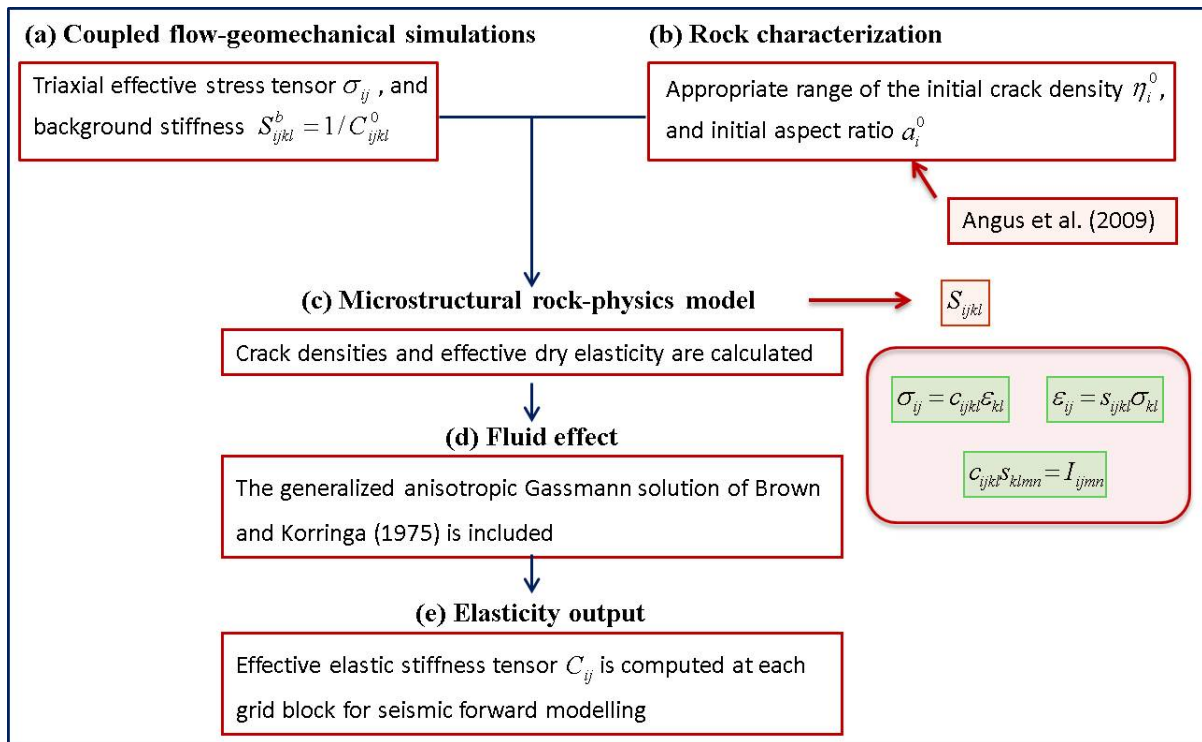 (a) Coupled flow-geomechanical simulations
Triaxial effective stress tensor σ_ij , and
background stiffness S^b_ijkl = 1/C^0_ijkl
(b) Rock characterization
Appropriate range of the initial crack density η_i^0,
and initial aspect ratio a_i^0
Angus et al. (2009)
(c) Microstructural rock-physics model
S_ijkl
Crack densities and effective dry elasticity are calculated
σ_ij = c_ijkl ε_kl
ε_ij = s_ijkl σ_kl
c_ijkl s_klmn = I_ijmn
(d) Fluid effect
The generalized anisotropic Gassmann solution of Brown
and Korringa (1975) is included
(e) Elasticity output
Effective elastic stiffness tensor C_ij is computed at each
grid block for seismic forward modelling